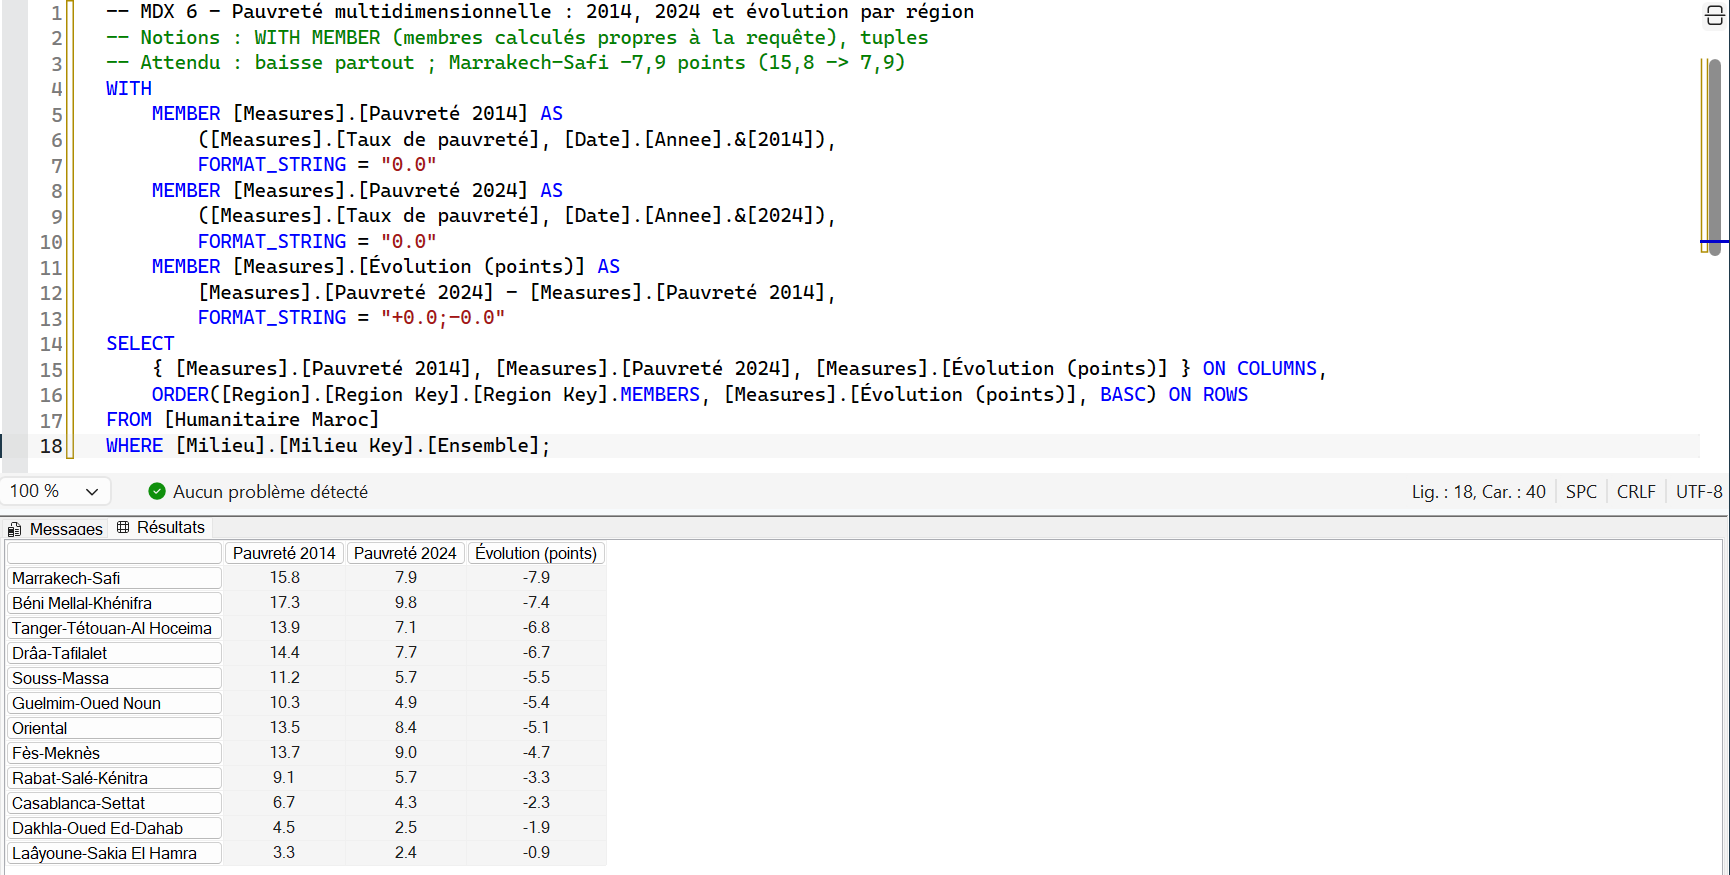 1 -- MDX 6 - Pauvreté multidimensionnelle : 2014, 2024 et évolution par région
2 -- Notions : WITH MEMBER (membres calculés propres à la requête), tuples
3 -- Attendu : baisse partout ; Marrakech-Safi -7,9 points (15,8 -> 7,9)
4 WITH
5 MEMBER [Measures].[Pauvreté 2014] AS
6 ([Measures].[Taux de pauvreté], [Date].[Annee].&[2014]),
7 FORMAT_STRING = "0.0"
8 MEMBER [Measures].[Pauvreté 2024] AS
9 ([Measures].[Taux de pauvreté], [Date].[Annee].&[2024]),
10 FORMAT_STRING = "0.0"
11 MEMBER [Measures].[Évolution (points)] AS
12 [Measures].[Pauvreté 2024] - [Measures].[Pauvreté 2014],
13 FORMAT_STRING = "+0.0;-0.0"
14 SELECT
15 { [Measures].[Pauvreté 2014], [Measures].[Pauvreté 2024], [Measures].[Évolution (points)] } ON COLUMNS,
16 ORDER([Region].[Region Key].[Region Key].MEMBERS, [Measures].[Évolution (points)], BASC) ON ROWS
17 FROM [Humanitaire Maroc]
18 WHERE [Milieu].[Milieu Key].[Ensemble];
100 % Aucun problème détecté Lig. : 18, Car. : 40 SPC CRLF UTF-8
Messages Résultats
Pauvreté 2014 Pauvreté 2024 Évolution (points)
Marrakech-Safi 15.8 7.9 -7.9
Béni Mellal-Khénifra 17.3 9.8 -7.4
Tanger-Tétouan-Al Hoceima 13.9 7.1 -6.8
Drâa-Tafilalet 14.4 7.7 -6.7
Souss-Massa 11.2 5.7 -5.5
Guelmim-Oued Noun 10.3 4.9 -5.4
Oriental 13.5 8.4 -5.1
Fès-Meknès 13.7 9.0 -4.7
Rabat-Salé-Kénitra 9.1 5.7 -3.3
Casablanca-Settat 6.7 4.3 -2.3
Dakhla-Oued Ed-Dahab 4.5 2.5 -1.9
Laâyoune-Sakia El Hamra 3.3 2.4 -0.9